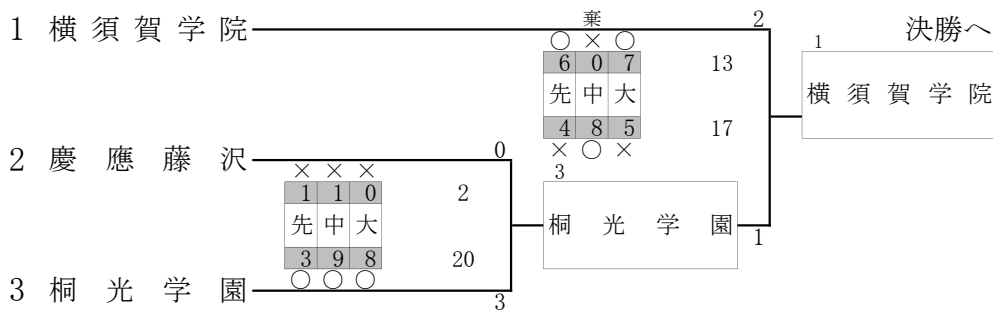 棄 2
1 横須賀学院 ○×○ 決勝へ
1
6 0 7 13
横須賀学院
先 中 大
4 8 5 17
×○×
2 慶應藤沢 0
××× 3
1 1 0 2
先 中 大 桐光学園
1
3 9 8 20
○○○
3 桐光学園 3